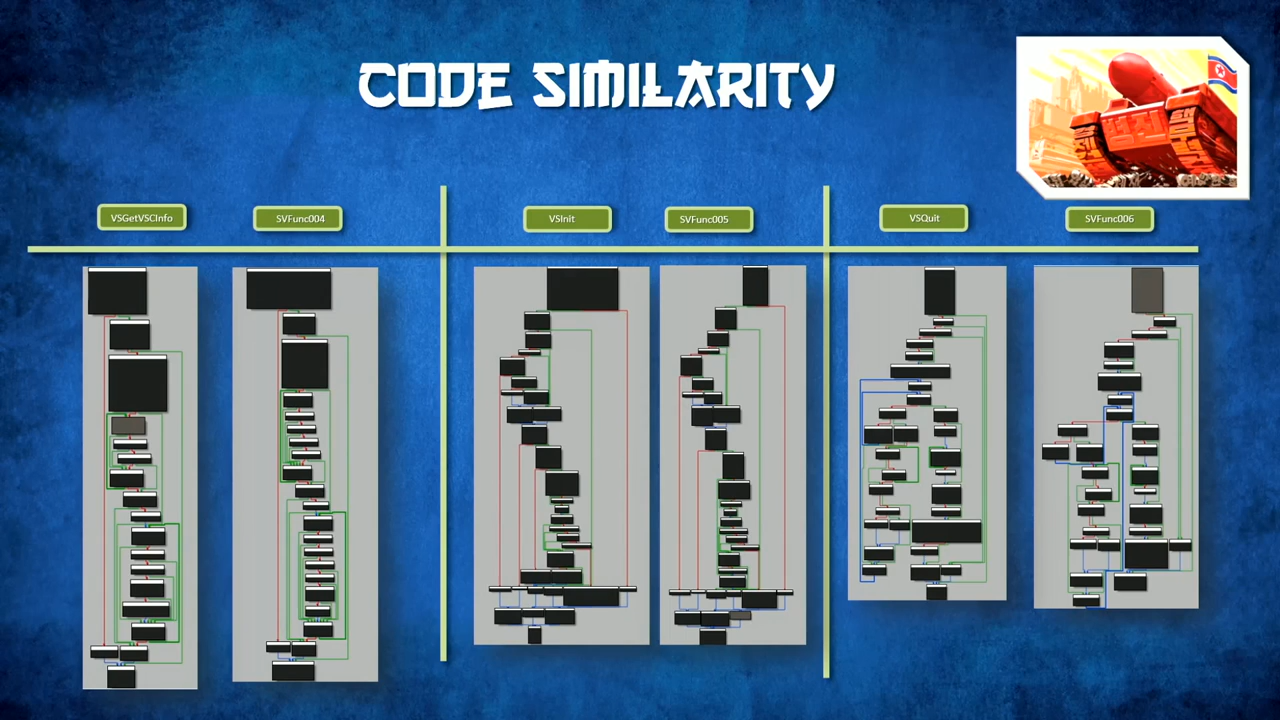 CODE SIMILARITY
VSGetVSCInfo
SVFunc004
VSInit
SVFunc005
VSQuit
SVFunc006